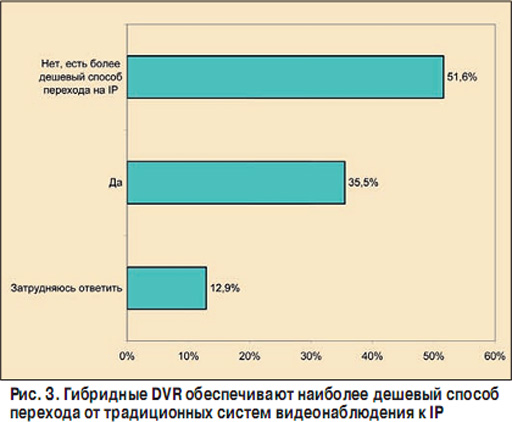 Нет, есть более
дешевый способ
перехода на IP
51,6%
Да
35,5%
Затрудняюсь ответить
12,9%
0% 10% 20% 30% 40% 50% 60%
Рис. 3. Гибридные DVR обеспечивают наиболее дешевый способ
перехода от традиционных систем видеонаблюдения к IP